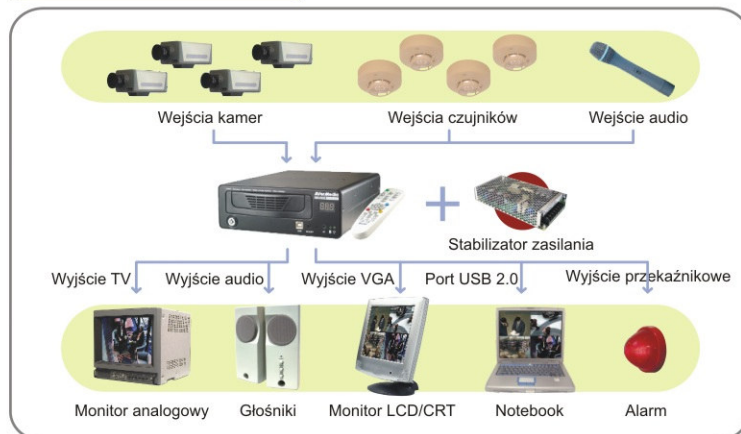 Wejścia kamer
Wejścia czujników
Wejście audio
AVerMedia
Stabilizator zasilania
Wyjście TV
Wyjście audio
Wyjście VGA
Port USB 2.0
Wyjście przekaźnikowe
Monitor analogowy
Głośniki
Monitor LCD/CRT
Notebook
Alarm